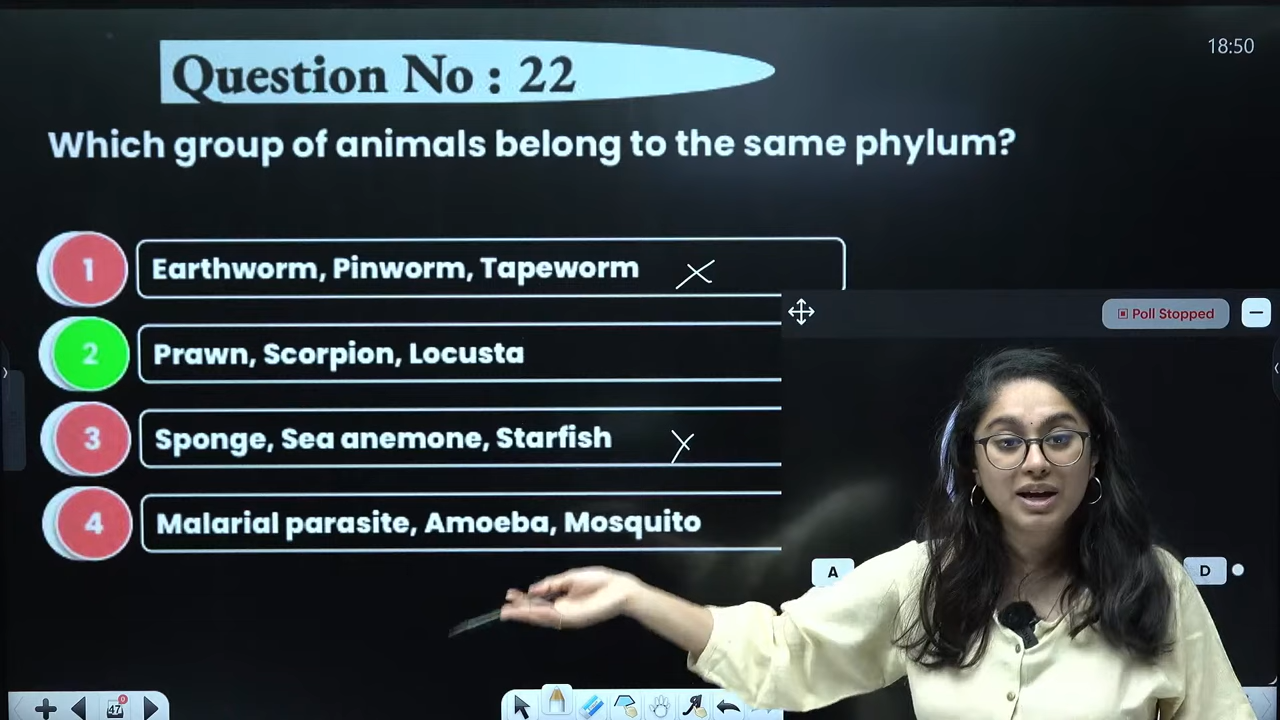 18:50
Question No : 22
Which group of animals belong to the same phylum?
1 Earthworm, Pinworm, Tapeworm
2 Prawn, Scorpion, Locusta
Poll Stopped
3 Sponge, Sea anemone, Starfish
4 Malarial parasite, Amoeba, Mosquito
A
D
47